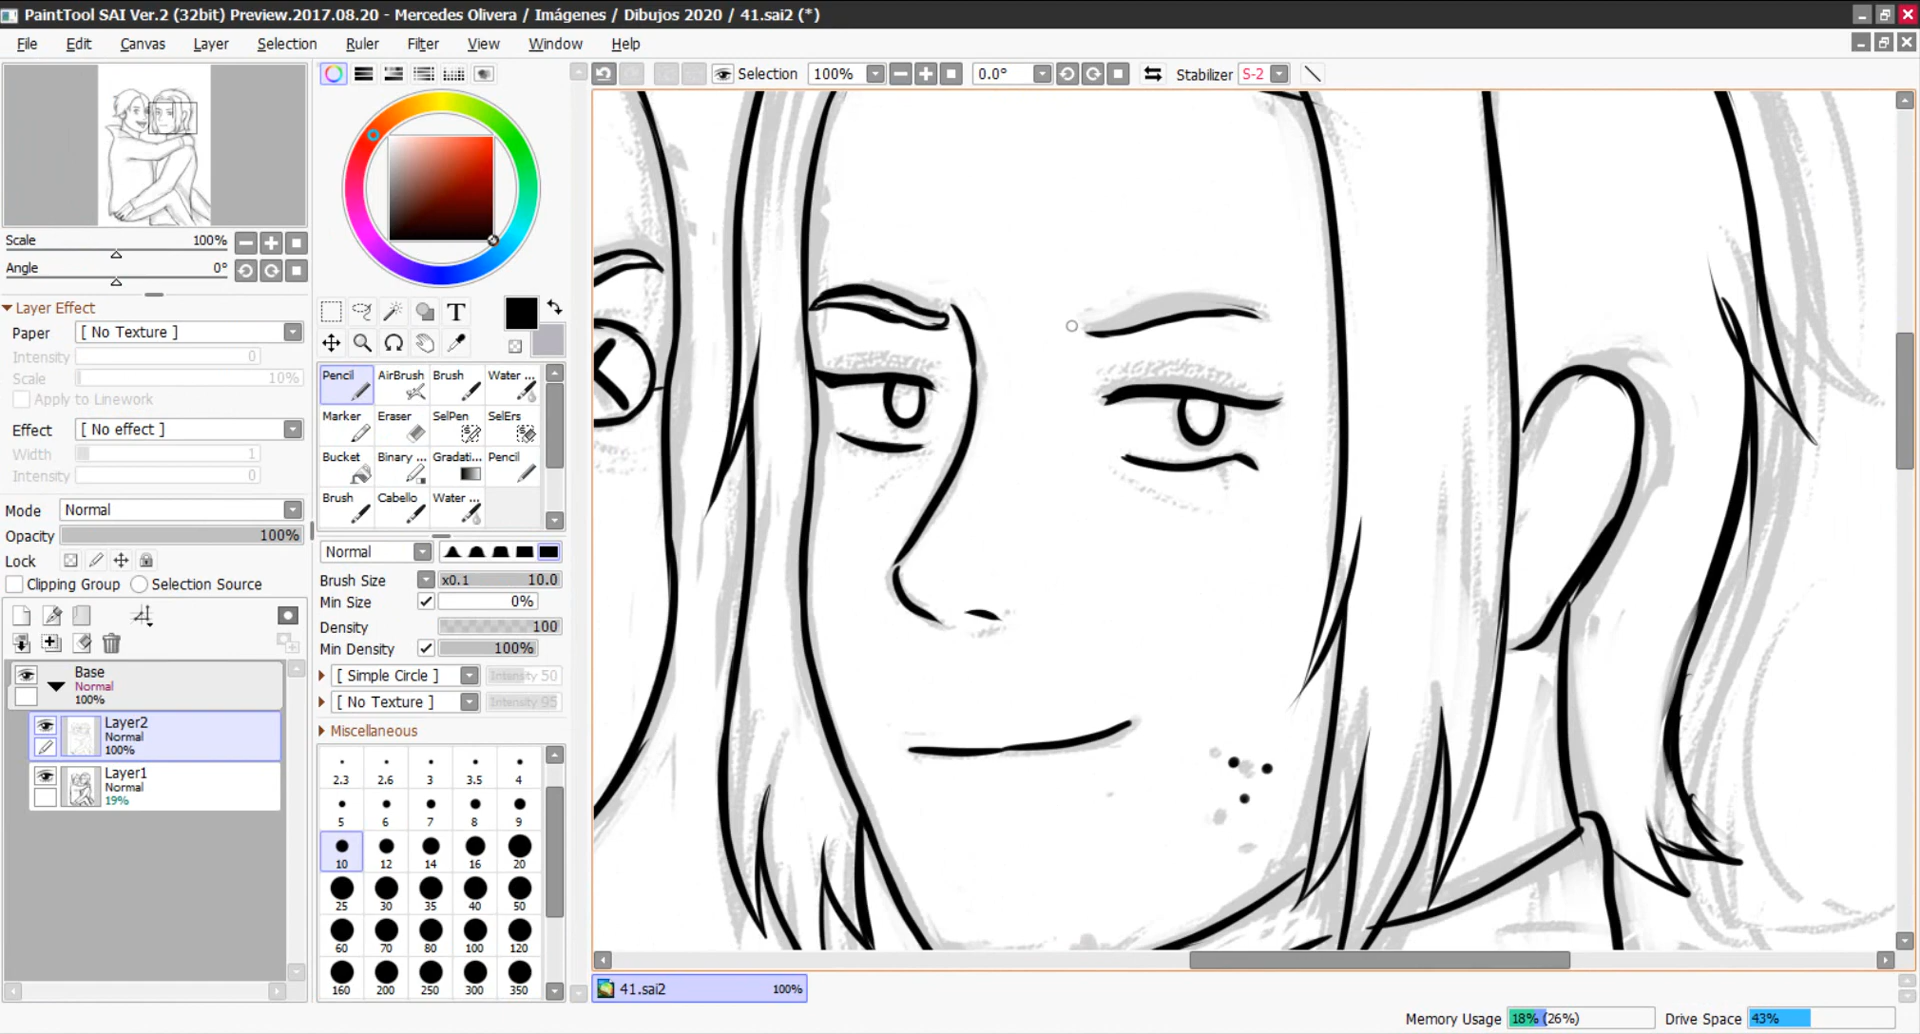 PaintTool SAI Ver.2 (32bit) Preview.2017.08.20 - Mercedes Olivera / Imágenes / Dibujos 2020 / 41.sai2 (*)
File Edit Canvas Layer Selection Ruler Filter View Window Help
Selection 100% 0.0° Stabilizer S-2
Scale 100%
Angle 0°
Layer Effect
Paper [ No Texture ]
Intensity 0
Scale 10%
Apply to Linework
Effect [ No effect ]
Width 1
Intensity 0
Mode Normal
Opacity 100%
Lock
Clipping Group Selection Source
Base
Normal
100%
Layer2
Normal
100%
Layer1
Normal
19%
T
Pencil AirBrush Brush Water ...
Marker Eraser SelPen SelErs
Bucket Binary ... Gradati... Pencil
Brush Cabello Water ...
Normal
Brush Size x0.1 10.0
Min Size 0%
Density 100
Min Density 100%
[ Simple Circle ] Intensity 50
[ No Texture ] Intensity 95
Miscellaneous
2.3 2.6 3 3.5 4
5 6 7 8 9
10 12 14 16 20
25 30 35 40 50
60 70 80 100 120
160 200 250 300 350
41.sai2 100%
Memory Usage 18% (26%) Drive Space 43%